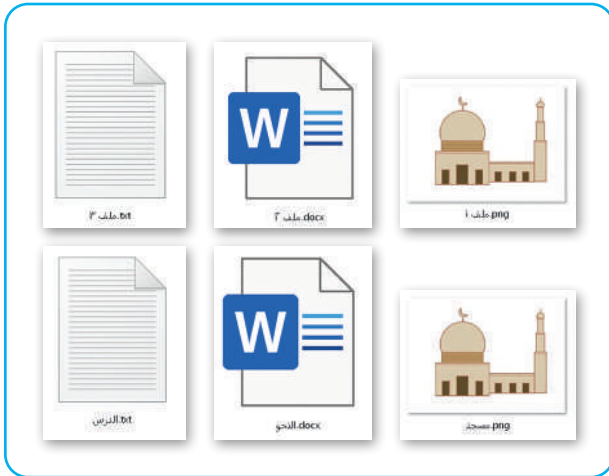 ملف ١.png
ملف ٢.docx
ملف ٣.txt
مسجد.png
النحو.docx
الدرس.txt
W
W